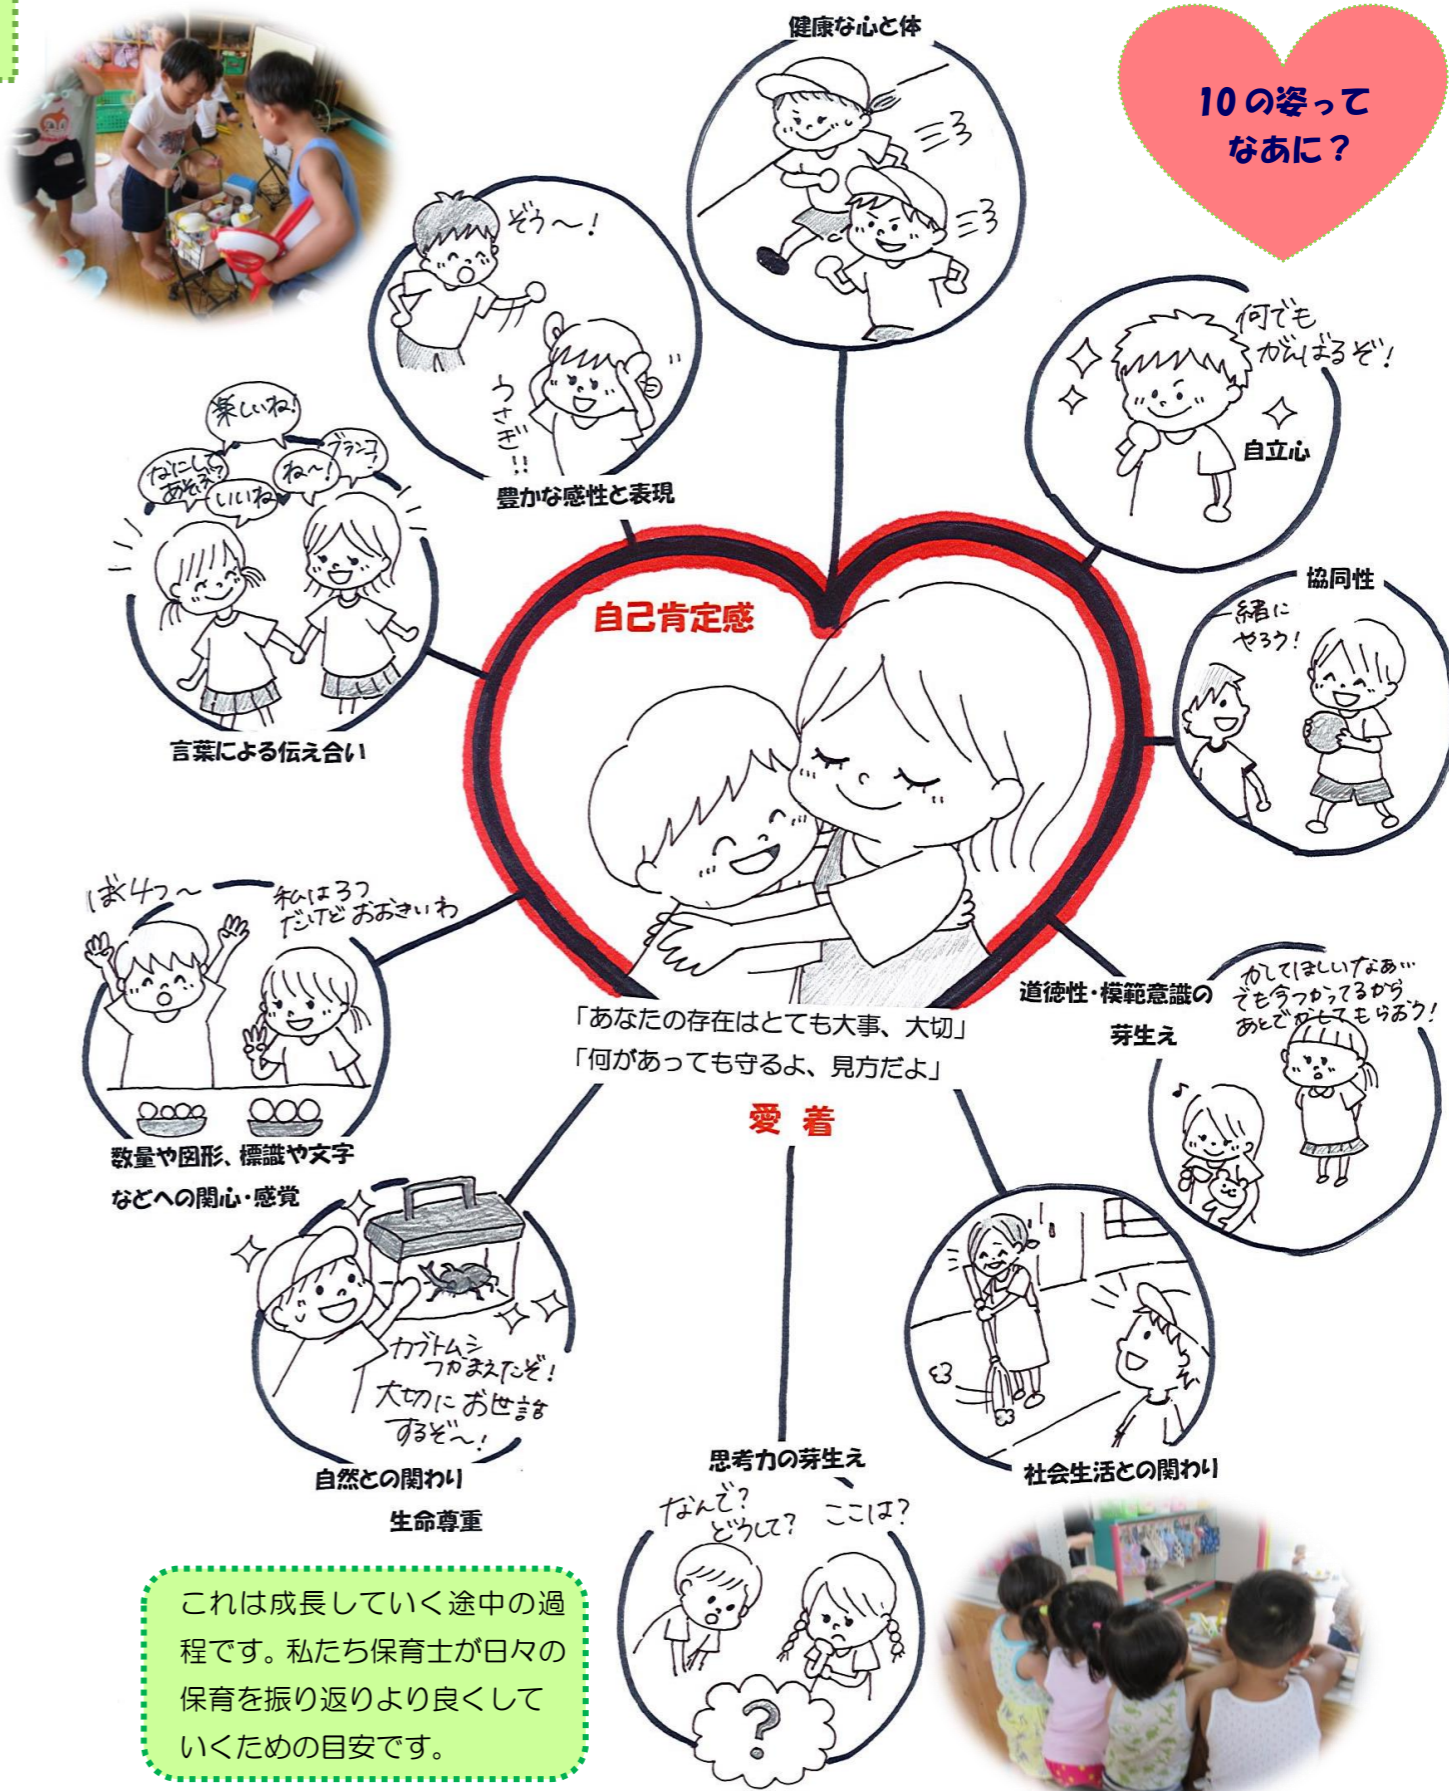 10の姿って
なあに？
健康な心と体
何でも
がんばるぞ！
自立心
協同性
一緒に
やろう！
道徳性・模範意識の
芽生え
かしてほしいなあ…
でも今つかってるから
あとでかしてもらおう！
社会生活との関わり
思考力の芽生え
なんで？
どうして？
ここは？
?
自然との関わり
生命尊重
カブトムシ
つかまえたぞ！
大切にお世話
するぞ〜！
数量や図形、標識や文字
などへの関心・感覚
ぼく4つ〜
私は3つ
だけどおおきいわ
言葉による伝え合い
楽しいね！
なにして
あそぶ？
いいね
ね〜！
ブランコ！
豊かな感性と表現
ぞう〜！
うさぎ!!
自己肯定感
「あなたの存在はとても大事、大切」
「何があっても守るよ、見方だよ」
愛着
これは成長していく途中の過
程です。私たち保育士が日々の
保育を振り返りより良くして
いくための目安です。